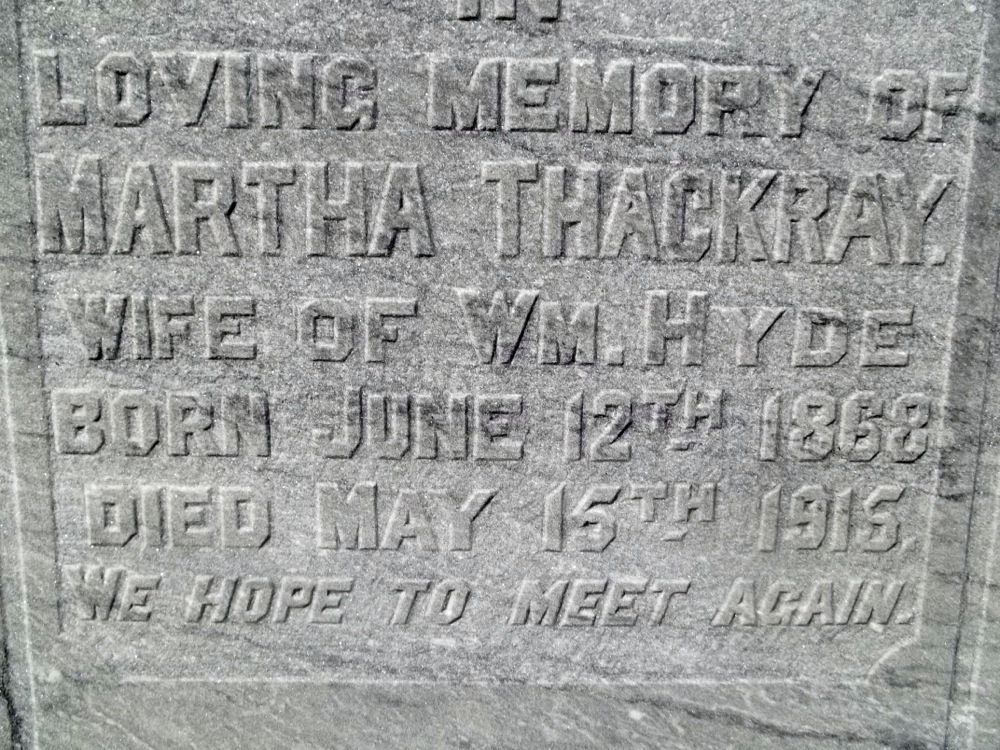 IN
LOVING MEMORY OF
MARTHA THACKRAY.
WIFE OF WM. HYDE
BORN JUNE 12TH 1868
DIED MAY 15TH 1915.
WE HOPE TO MEET AGAIN.